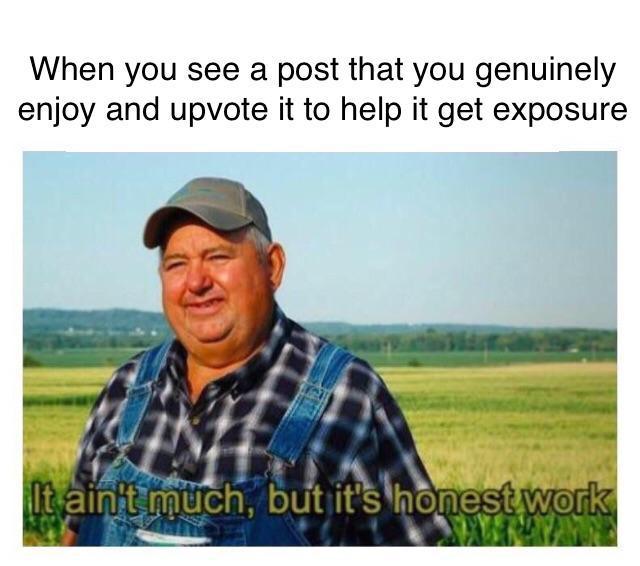 When you see a post that you genuinely
enjoy and upvote it to help it get exposure
It ain't much, but it's honest work